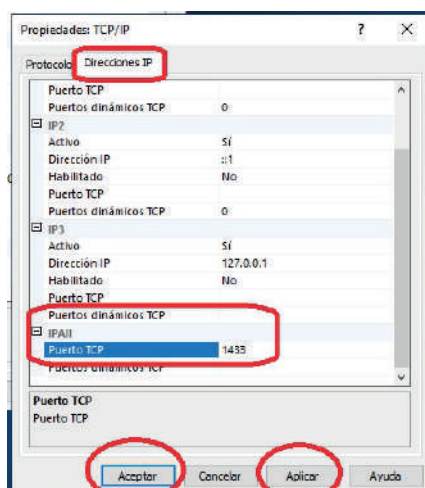 Propiedades: TCP/IP ? X
Protocolo Direcciones IP
Puerto TCP
Puertos dinámicos TCP 0
IP2
Activo Sí
Dirección IP ::1
Habilitado No
Puerto TCP
Puertos dinámicos TCP 0
IP3
Activo Sí
Dirección IP 127.0.0.1
Habilitado No
Puerto TCP
Puertos dinámicos TCP
IPAll
Puerto TCP 1433
Puertos dinámicos TCP
Puerto TCP
Puerto TCP
Aceptar Cancelar Aplicar Ayuda